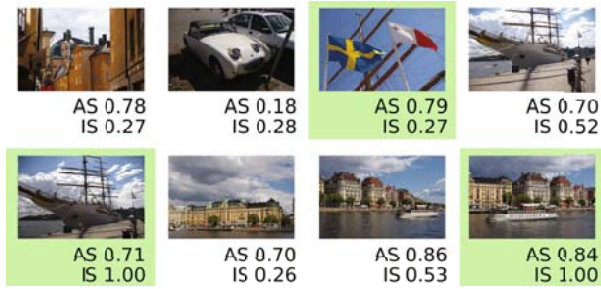 AS 0.78
IS 0.27
AS 0.18
IS 0.28
AS 0.79
IS 0.27
AS 0.70
IS 0.52
AS 0.71
IS 1.00
AS 0.70
IS 0.26
AS 0.86
IS 0.53
AS 0.84
IS 1.00